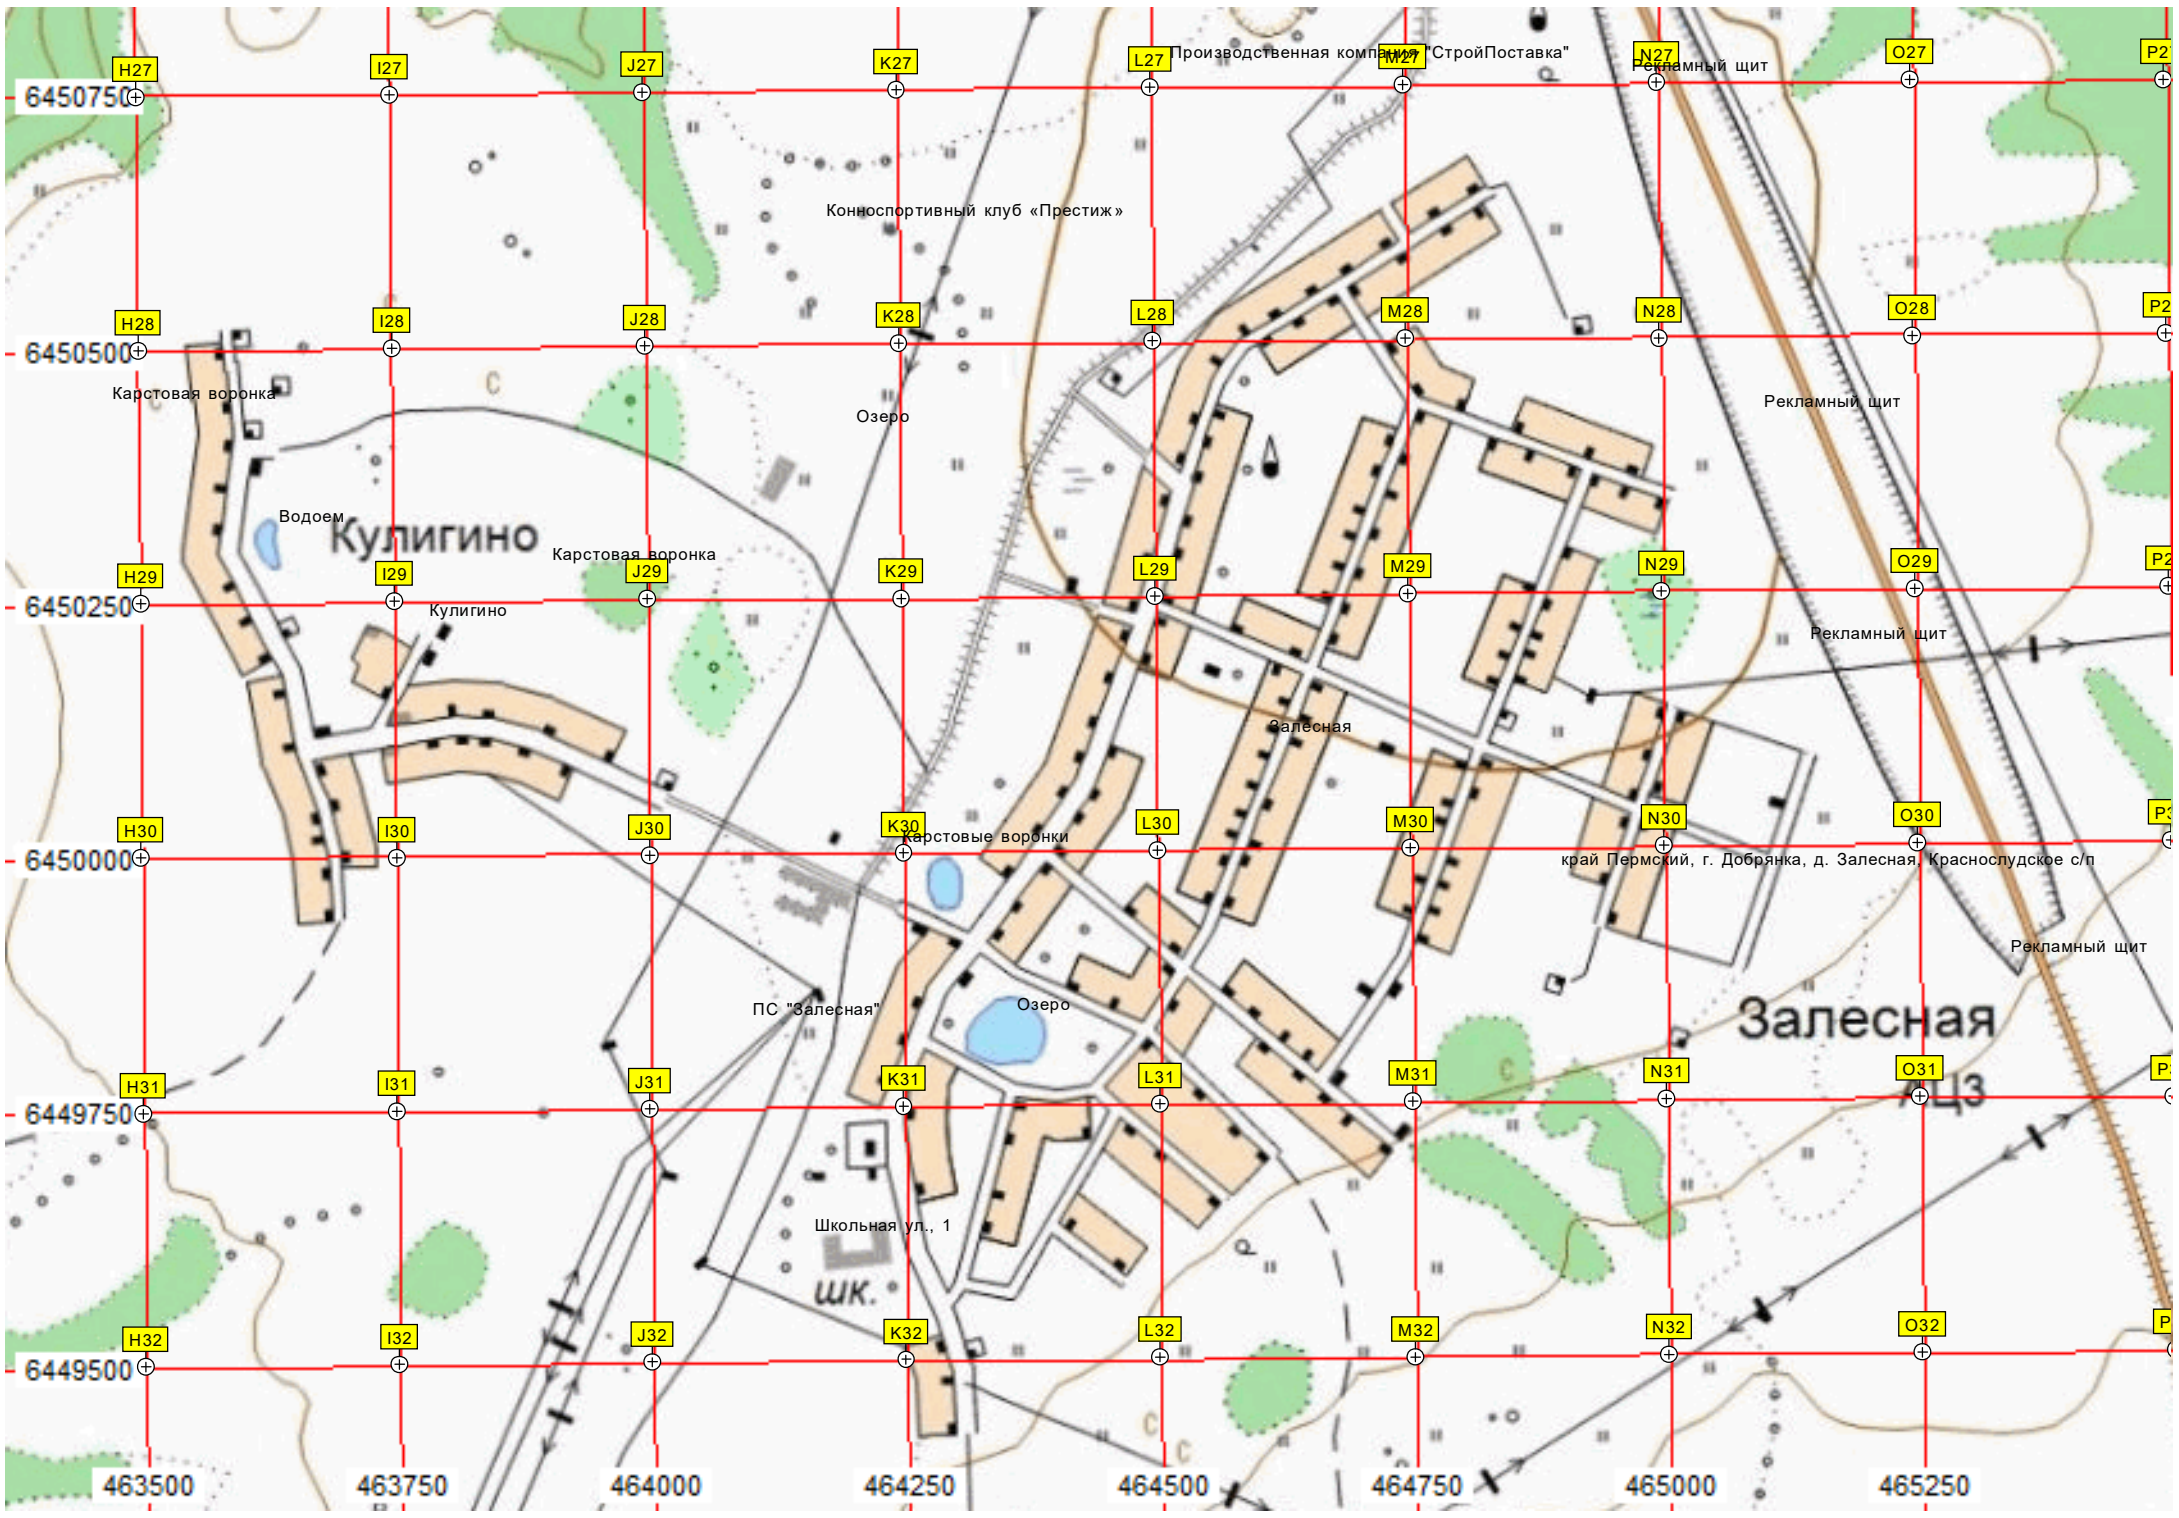 H27 I27 J27 K27 L27 Производственная компания "СтройПоставка" M27 N27 Рекламный щит O27
6450750
Конноспортивный клуб «Престиж»
С
H28 I28 J28 K28 L28 M28 N28 O28
6450500
С
С
Карстовая воронка
Рекламный щит
Озеро
Водоем
Кулигино
Карстовая воронка
H29 I29 J29 K29 L29 M29 N29 O29
6450250
Кулигино
Рекламный щит
Залесная
H30 I30 J30 K30 L30 M30 N30 O30
Карстовые воронки
6450000
край Пермский, г. Добрянка, д. Залесная, Краснослудское с/п
Рекламный щит
ПС "Залесная"
Озеро
Залесная
С
H31 I31 J31 K31 L31 M31 N31 O31
АЦЗ
6449750
Школьная ул., 1
шк.
H32 I32 J32 K32 L32 M32 N32 O32
6449500
С
С
463500 463750 464000 464250 464500 464750 465000 465250